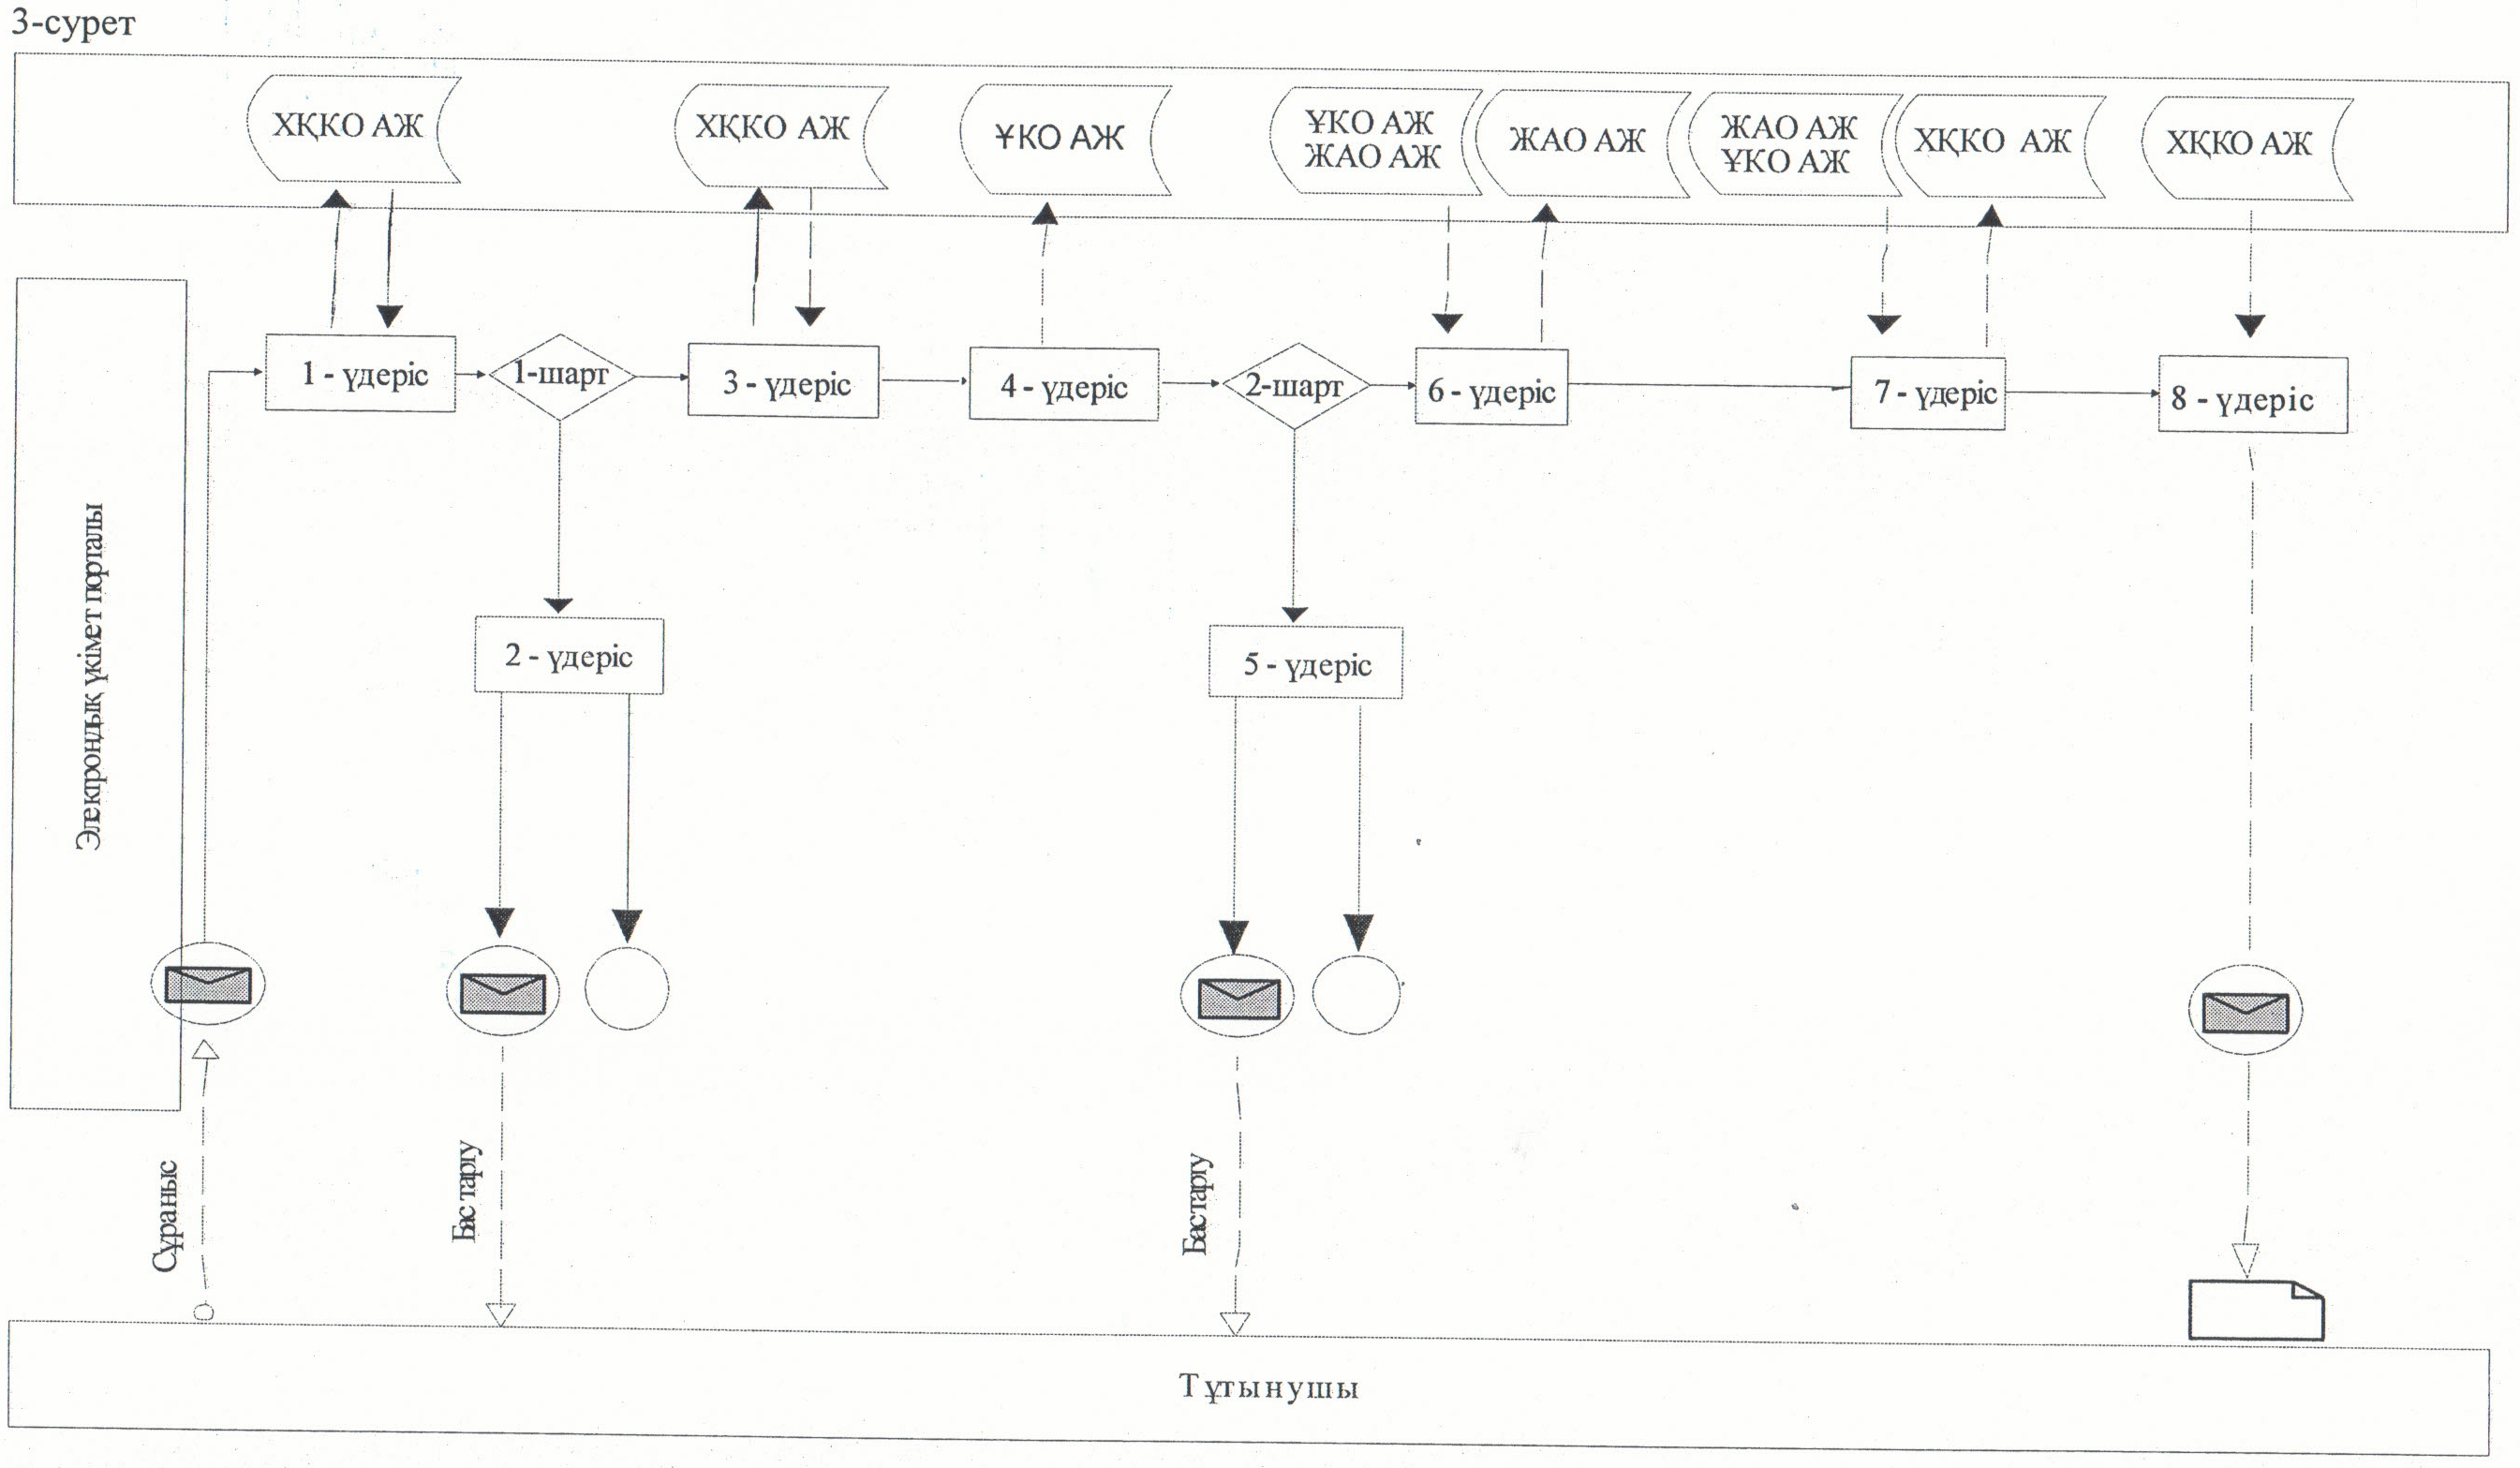 3-сурет
ХҚКО АЖ
ХҚКО АЖ
ҰКО АЖ
ҰКО АЖ
ЖАО АЖ
ЖАО АЖ
ЖАО АЖ
ҰКО АЖ
ХҚКО АЖ
ХҚКО АЖ
1 - үдеріс
1-шарт
3 - үдеріс
4 - үдеріс
2-шарт
6 - үдеріс
7 - үдеріс
8 - үдеріс
2 - үдеріс
5 - үдеріс
Электрондық үкімет порталы
Сұраныс
Бас тарту
Бас тарту
Тұтынушы